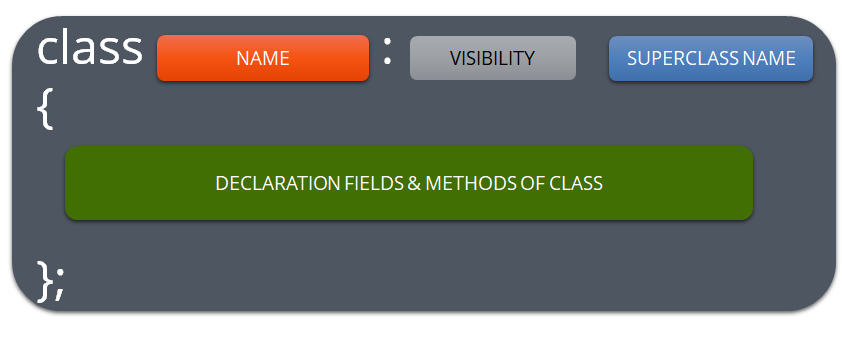 class NAME : VISIBILITY SUPERCLASS NAME
{
DECLARATION FIELDS & METHODS OF CLASS
};